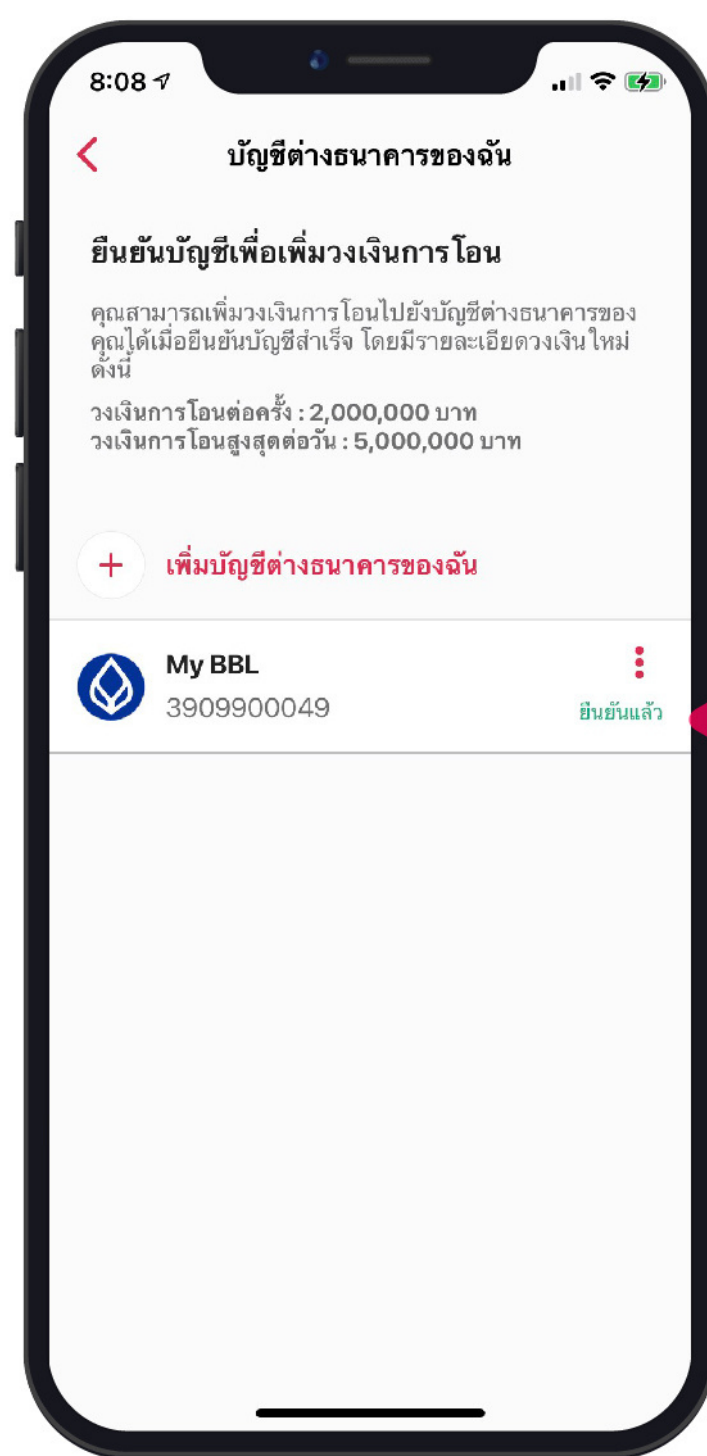 8:08
บัญชีต่างธนาคารของฉัน
ยืนยันบัญชีเพื่อเพิ่มวงเงินการโอน
คุณสามารถเพิ่มวงเงินการโอนไปยังบัญชีต่างธนาคารของ
คุณได้เมื่อยืนยันบัญชีสำเร็จ โดยมีรายละเอียดวงเงินใหม่
ดังนี้
วงเงินการโอนต่อครั้ง : 2,000,000 บาท
วงเงินการโอนสูงสุดต่อวัน : 5,000,000 บาท
+ เพิ่มบัญชีต่างธนาคารของฉัน
My BBL
3909900049
ยืนยันแล้ว